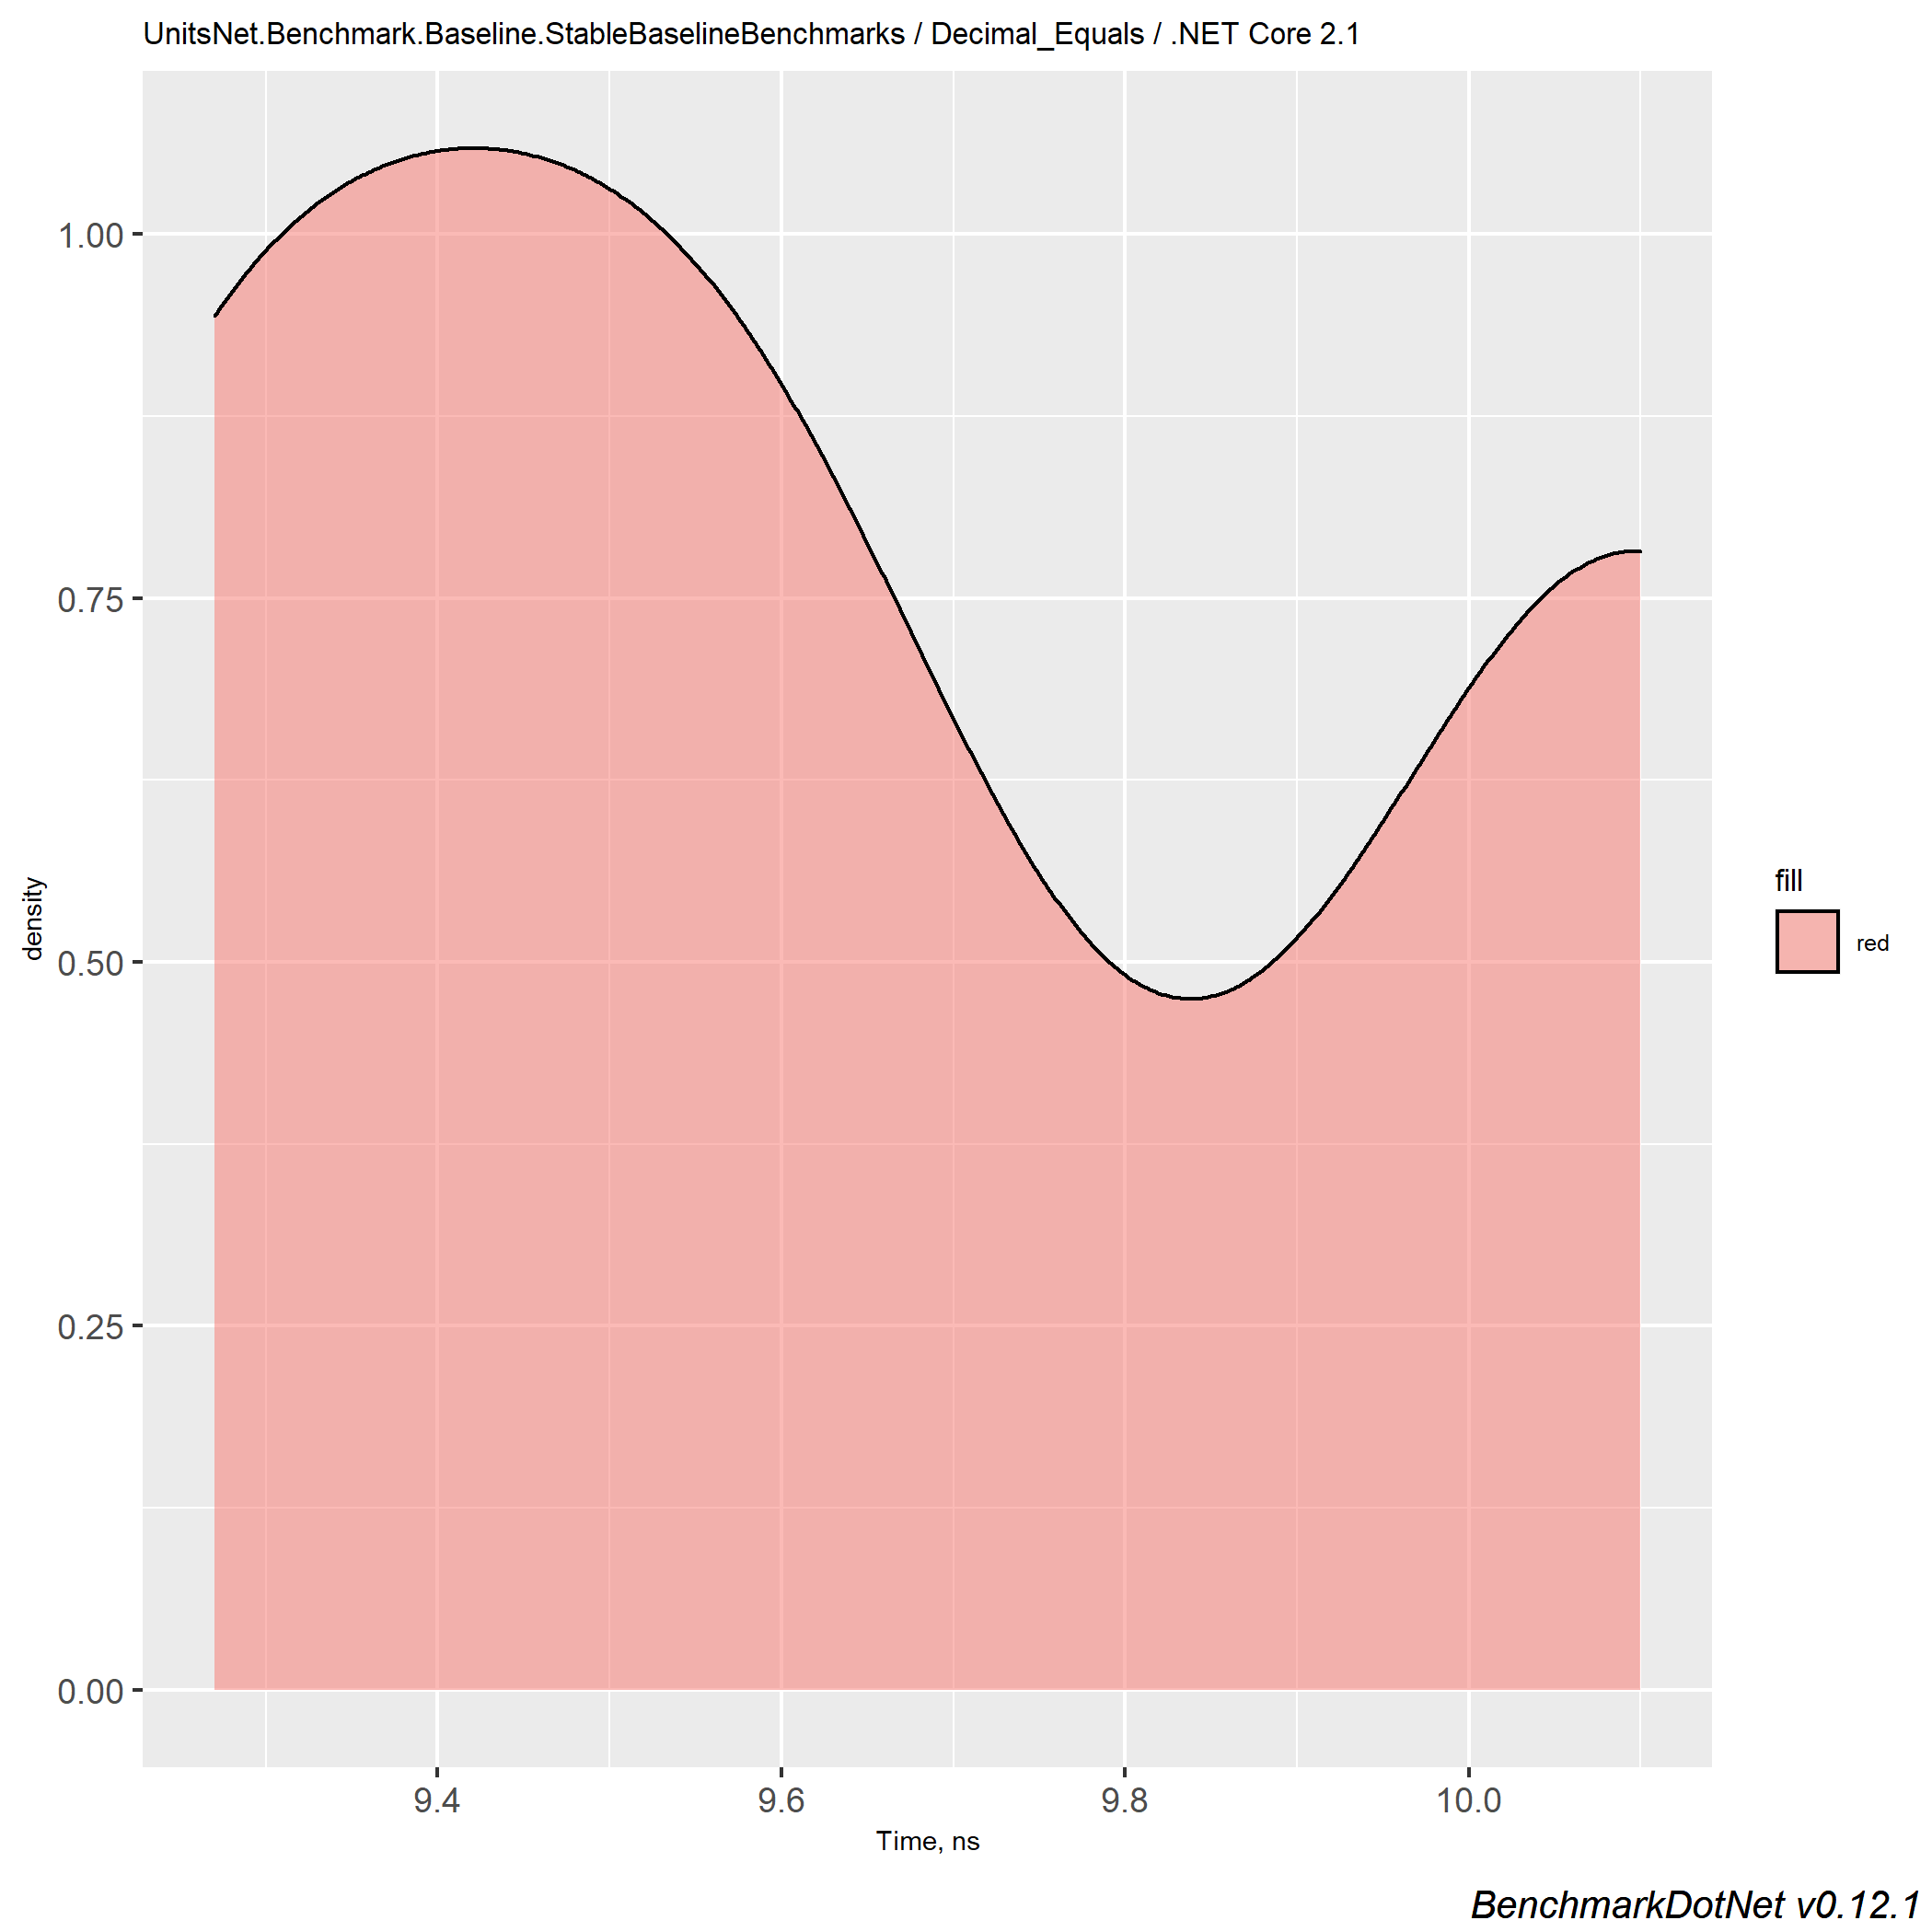 UnitsNet.Benchmark.Baseline.StableBaselineBenchmarks / Decimal_Equals / .NET Core 2.1
1.00
0.75
0.50
0.25
0.00
density
9.4 9.6 9.8 10.0
Time, ns
fill
red
BenchmarkDotNet v0.12.1